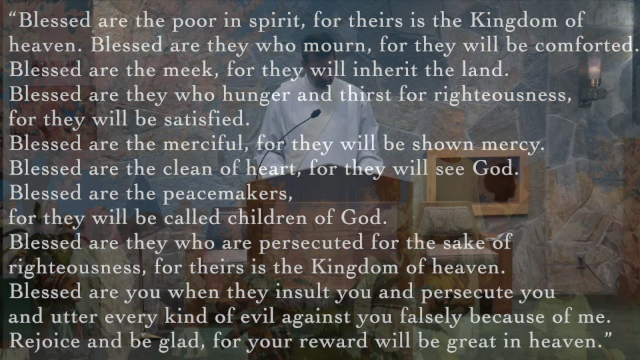 “Blessed are the poor in spirit, for theirs is the Kingdom of
heaven. Blessed are they who mourn, for they will be comforted.
Blessed are the meek, for they will inherit the land.
Blessed are they who hunger and thirst for righteousness,
for they will be satisfied.
Blessed are the merciful, for they will be shown mercy.
Blessed are the clean of heart, for they will see God.
Blessed are the peacemakers,
for they will be called children of God.
Blessed are they who are persecuted for the sake of
righteousness, for theirs is the Kingdom of heaven.
Blessed are you when they insult you and persecute you
and utter every kind of evil against you falsely because of me.
Rejoice and be glad, for your reward will be great in heaven.”